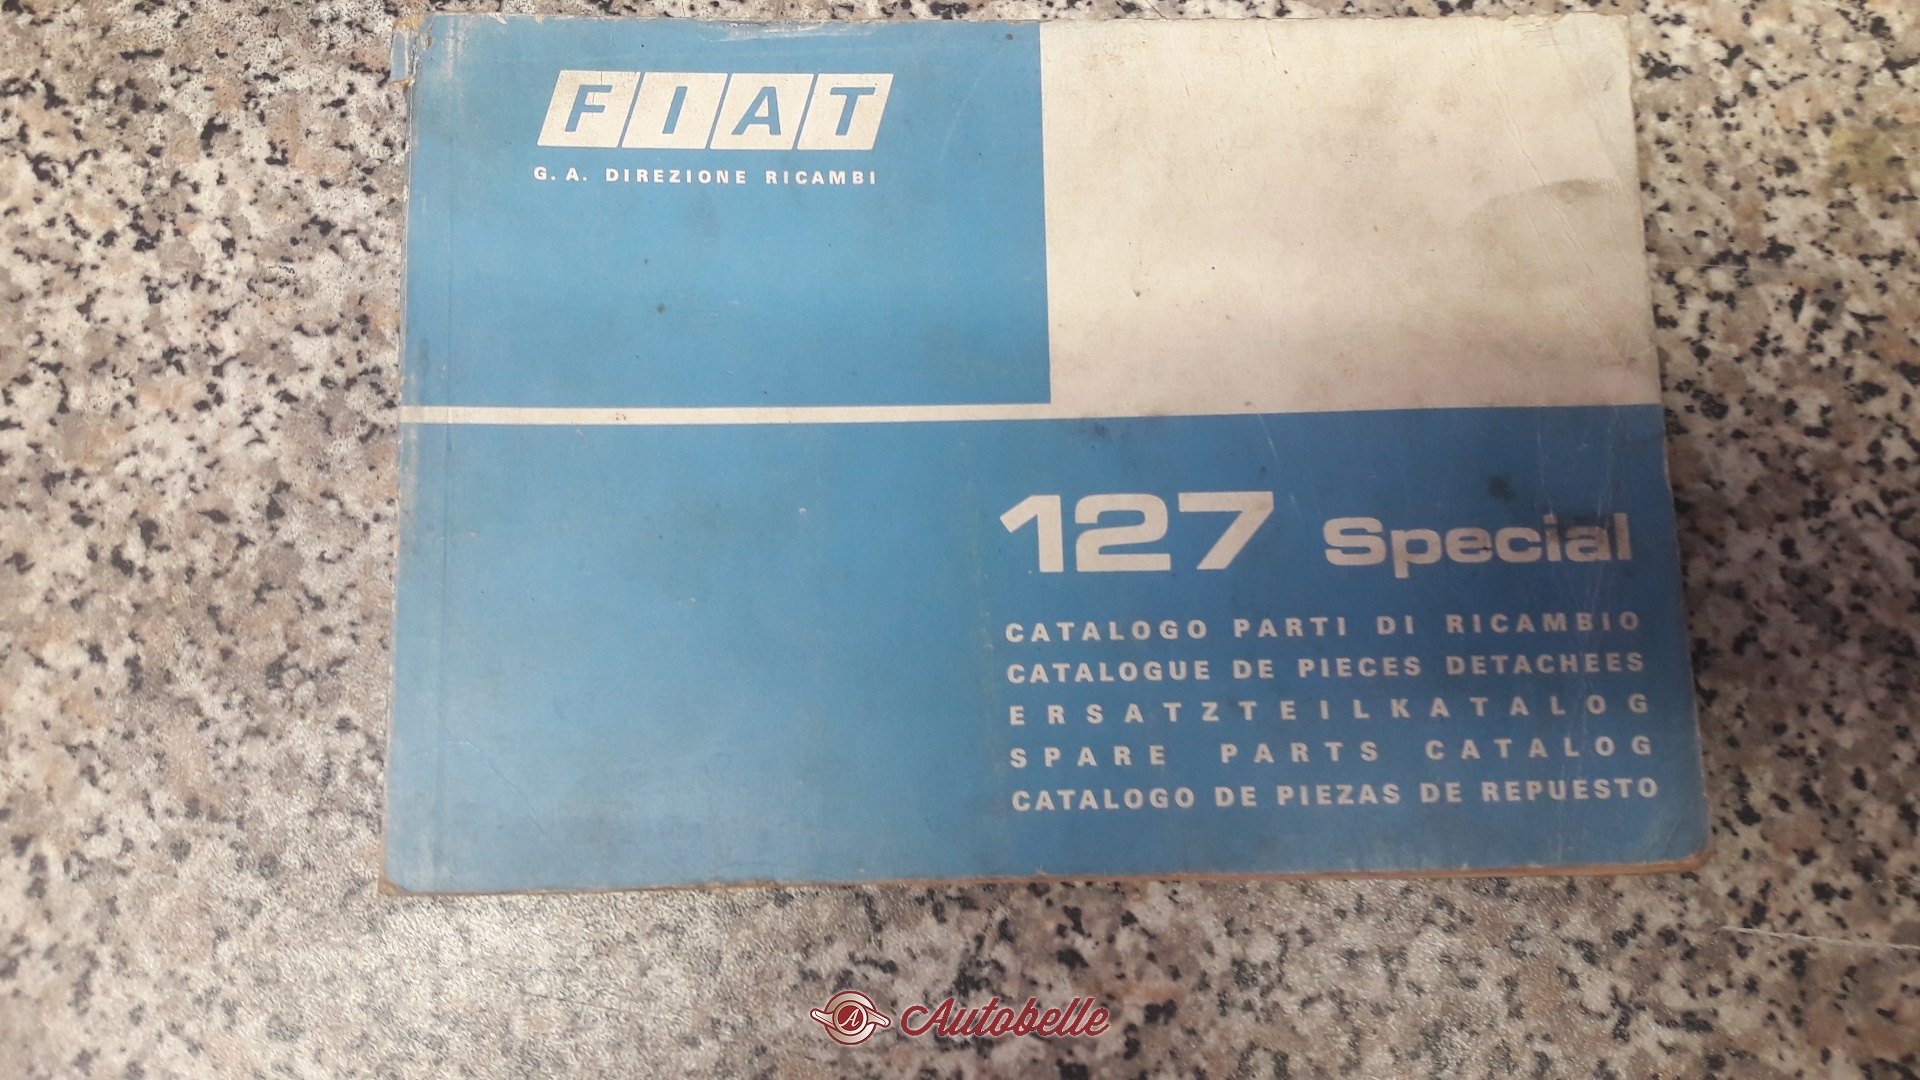 FIAT
G. A. DIREZIONE RICAMBI
127 Special
CATALOGO PARTI DI RICAMBIO
CATALOGUE DE PIECES DETACHEES
ERSATZTEILKATALOG
SPARE PARTS CATALOG
CATALOGO DE PIEZAS DE REPUESTO
A Autobelle